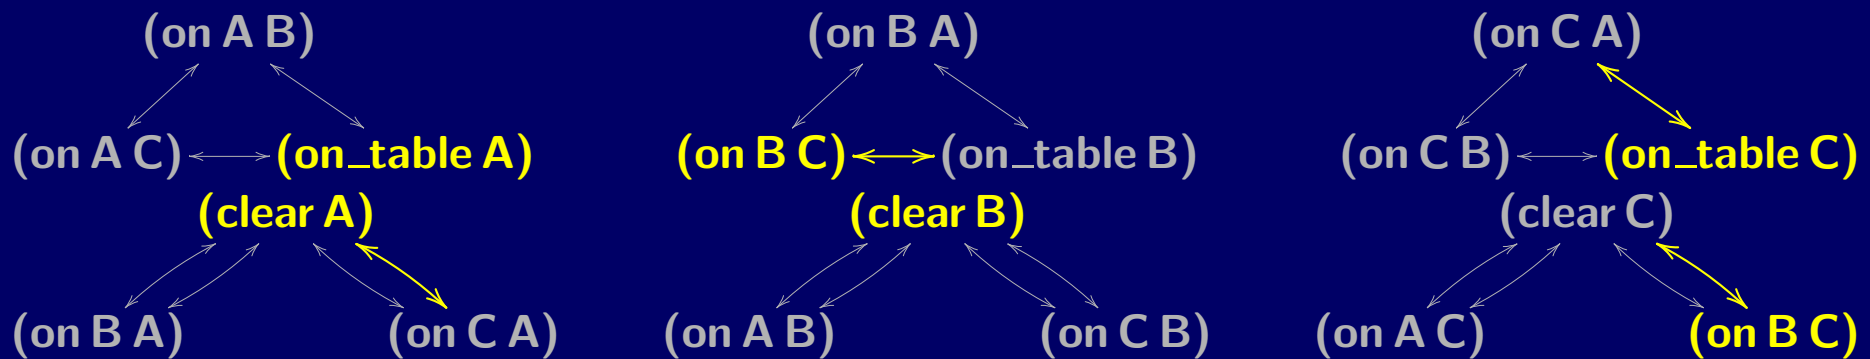 (on A B) (on B A) (on C A)
(on A C) (on_table A) (on B C) (on_table B) (on C B) (on_table C)
(clear A) (clear B) (clear C)
(on B A) (on C A) (on A B) (on C B) (on A C) (on B C)